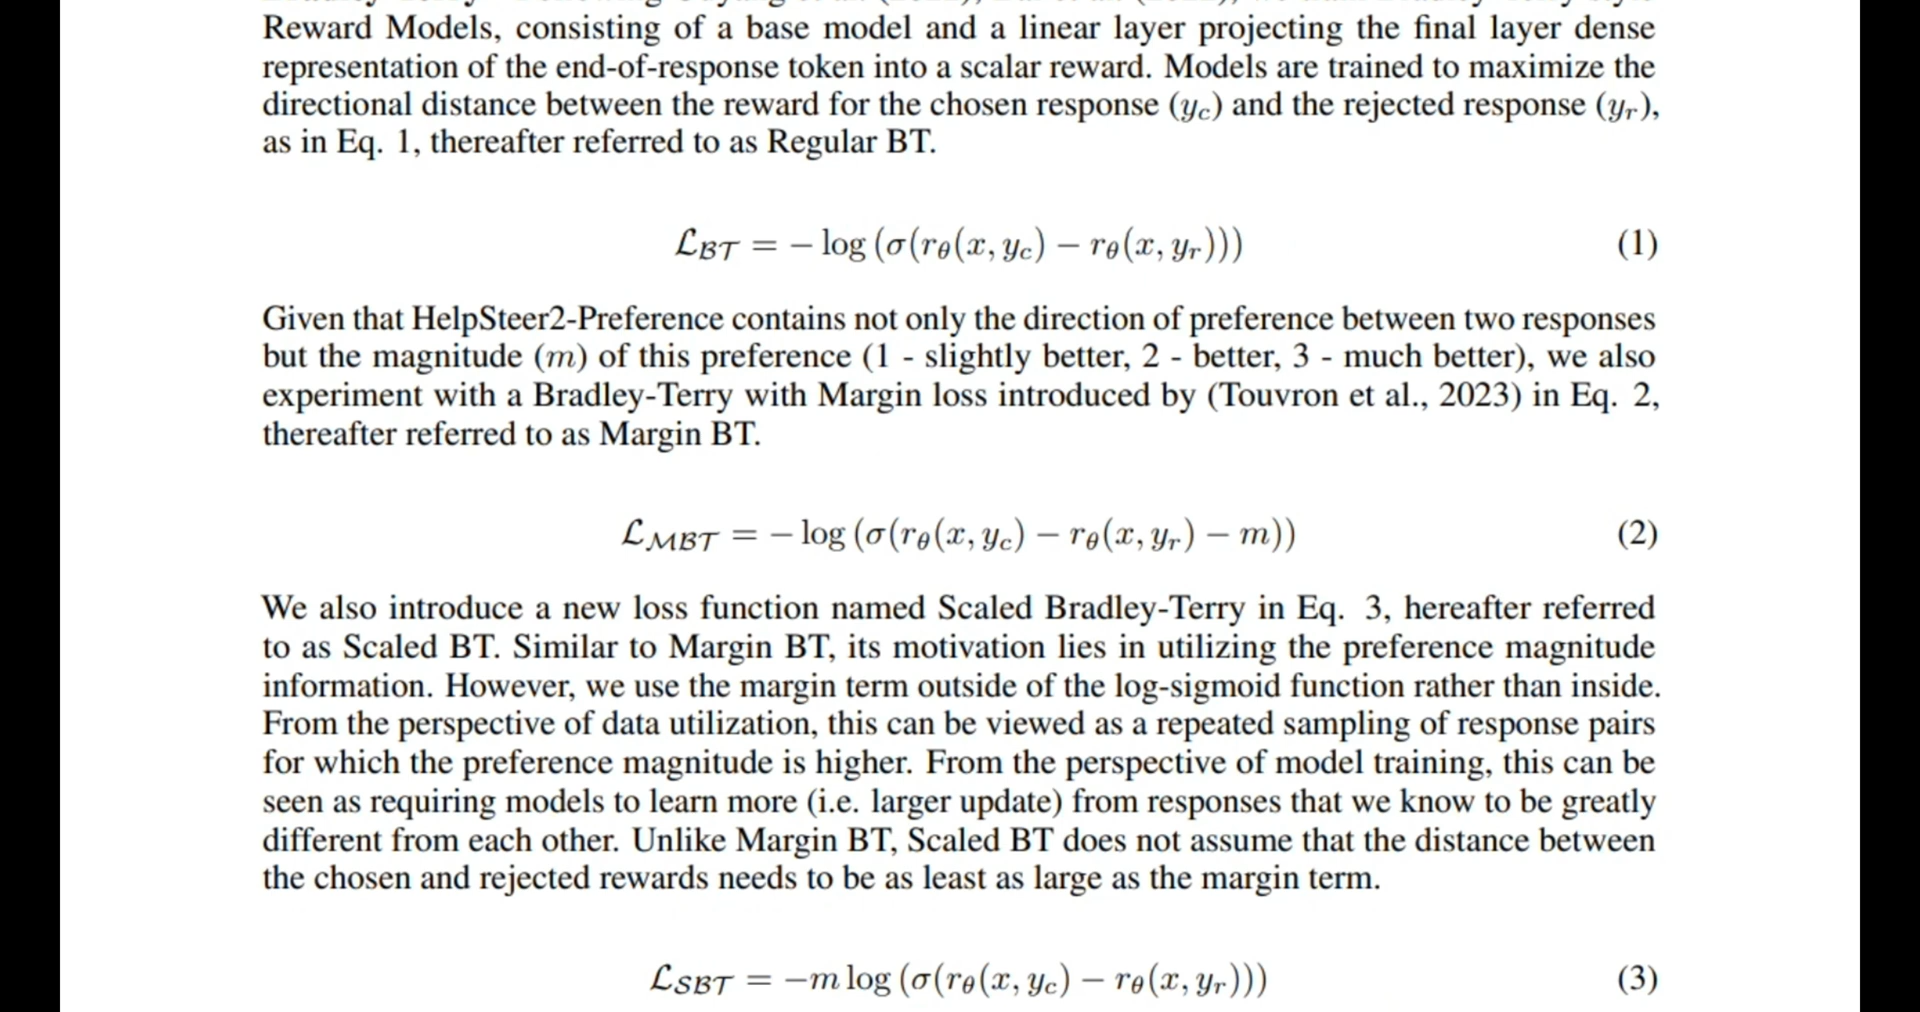 Reward Models, consisting of a base model and a linear layer projecting the final layer dense
representation of the end-of-response token into a scalar reward. Models are trained to maximize the
directional distance between the reward for the chosen response (y_c) and the rejected response (y_r),
as in Eq. 1, thereafter referred to as Regular BT.
ℒ_BT = − log (σ(r_θ(x, y_c) − r_θ(x, y_r))) (1)
Given that HelpSteer2-Preference contains not only the direction of preference between two responses
but the magnitude (m) of this preference (1 - slightly better, 2 - better, 3 - much better), we also
experiment with a Bradley-Terry with Margin loss introduced by (Touvron et al., 2023) in Eq. 2,
thereafter referred to as Margin BT.
ℒ_MBT = − log (σ(r_θ(x, y_c) − r_θ(x, y_r) − m)) (2)
We also introduce a new loss function named Scaled Bradley-Terry in Eq. 3, hereafter referred
to as Scaled BT. Similar to Margin BT, its motivation lies in utilizing the preference magnitude
information. However, we use the margin term outside of the log-sigmoid function rather than inside.
From the perspective of data utilization, this can be viewed as a repeated sampling of response pairs
for which the preference magnitude is higher. From the perspective of model training, this can be
seen as requiring models to learn more (i.e. larger update) from responses that we know to be greatly
different from each other. Unlike Margin BT, Scaled BT does not assume that the distance between
the chosen and rejected rewards needs to be as least as large as the margin term.
ℒ_SBT = −m log (σ(r_θ(x, y_c) − r_θ(x, y_r))) (3)